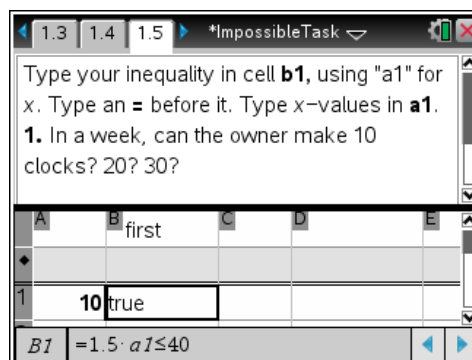 1.3 1.4 1.5 *ImpossibleTask
Type your inequality in cell b1, using "a1" for
x. Type an = before it. Type x−values in a1.
1. In a week, can the owner make 10
clocks? 20? 30?
A B first C D E
◆
1 10 true
B1 =1.5·a1≤40